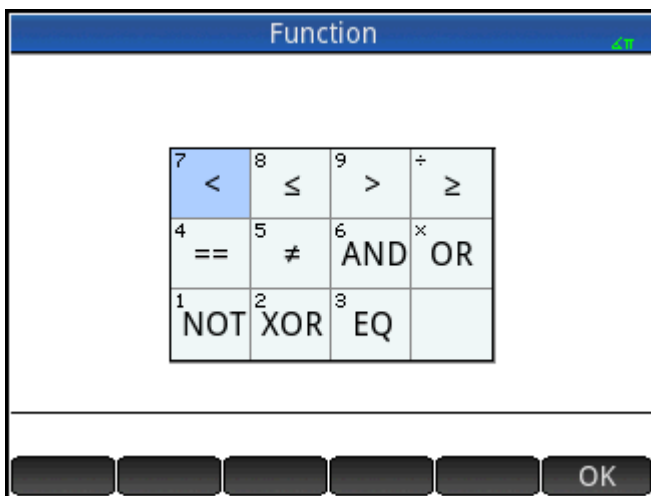 Function
∡π
7 < 8 ≤ 9 > ÷ ≥
4 == 5 ≠ 6 AND × OR
1 NOT 2 XOR 3 EQ
OK